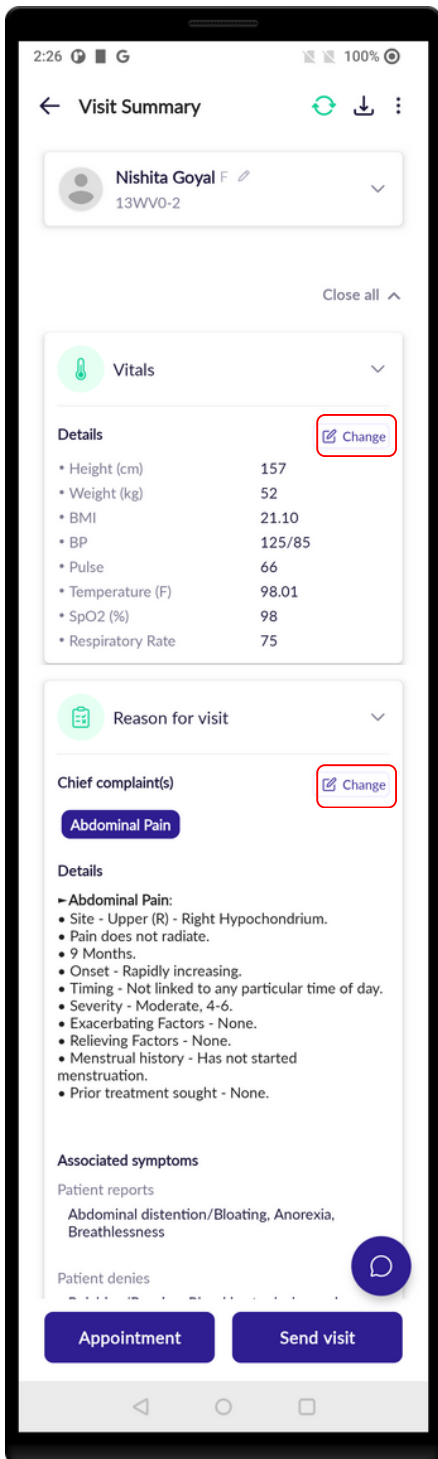 2:26 G 100%
Visit Summary
Nishita Goyal F
13WV0-2
Close all
Vitals
Details Change
• Height (cm) 157
• Weight (kg) 52
• BMI 21.10
• BP 125/85
• Pulse 66
• Temperature (F) 98.01
• SpO2 (%) 98
• Respiratory Rate 75
Reason for visit
Chief complaint(s) Change
Abdominal Pain
Details
►Abdominal Pain:
• Site - Upper (R) - Right Hypochondrium.
• Pain does not radiate.
• 9 Months.
• Onset - Rapidly increasing.
• Timing - Not linked to any particular time of day.
• Severity - Moderate, 4-6.
• Exacerbating Factors - None.
• Relieving Factors - None.
• Menstrual history - Has not started
menstruation.
• Prior treatment sought - None.
Associated symptoms
Patient reports
Abdominal distention/Bloating, Anorexia,
Breathlessness
Patient denies
Appointment Send visit